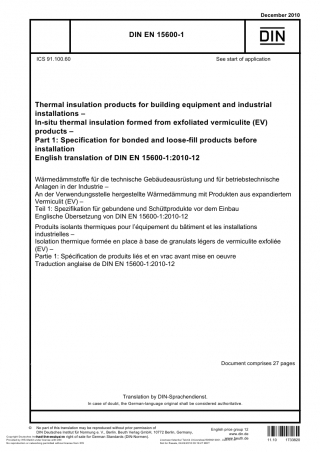 December 2010
DIN EN 15600-1
DIN
ICS 91.100.60
See start of application
Thermal insulation products for building equipment and industrial
installations –
In-situ thermal insulation formed from exfoliated vermiculite (EV)
products –
Part 1: Specification for bonded and loose-fill products before
installation
English translation of DIN EN 15600-1:2010-12
Wärmedämmstoffe für die technische Gebäudeausrüstung und für betriebstechnische
Anlagen in der Industrie –
An der Verwendungsstelle hergestellte Wärmedämmung mit Produkten aus expandiertem
Vermiculit (EV) –
Teil 1: Spezifikation für gebundene und Schüttprodukte vor dem Einbau
Englische Übersetzung von DIN EN 15600-1:2010-12
Produits isolants thermiques pour l'équipement du bâtiment et les installations
industrielles –
Isolation thermique formée en place à base de granulats légers de vermiculite exfoliée
(EV) –
Partie 1: Spécification de produits liés et en vrac avant mise en oeuvre
Traduction anglaise de DIN EN 15600-1:2010-12
Document comprises 27 pages
Translation by DIN-Sprachendienst.
In case of doubt, the German-language original shall be considered authoritative.
No part of this translation may be reproduced without prior permission of
DIN Deutsches Institut für Normung e. V., Berlin. Beuth Verlag GmbH, 10772 Berlin, Germany,
right of sale for German Standards (DIN-Normen).
English price group 12
www.din.de
www.beuth.de
11.10
1733620